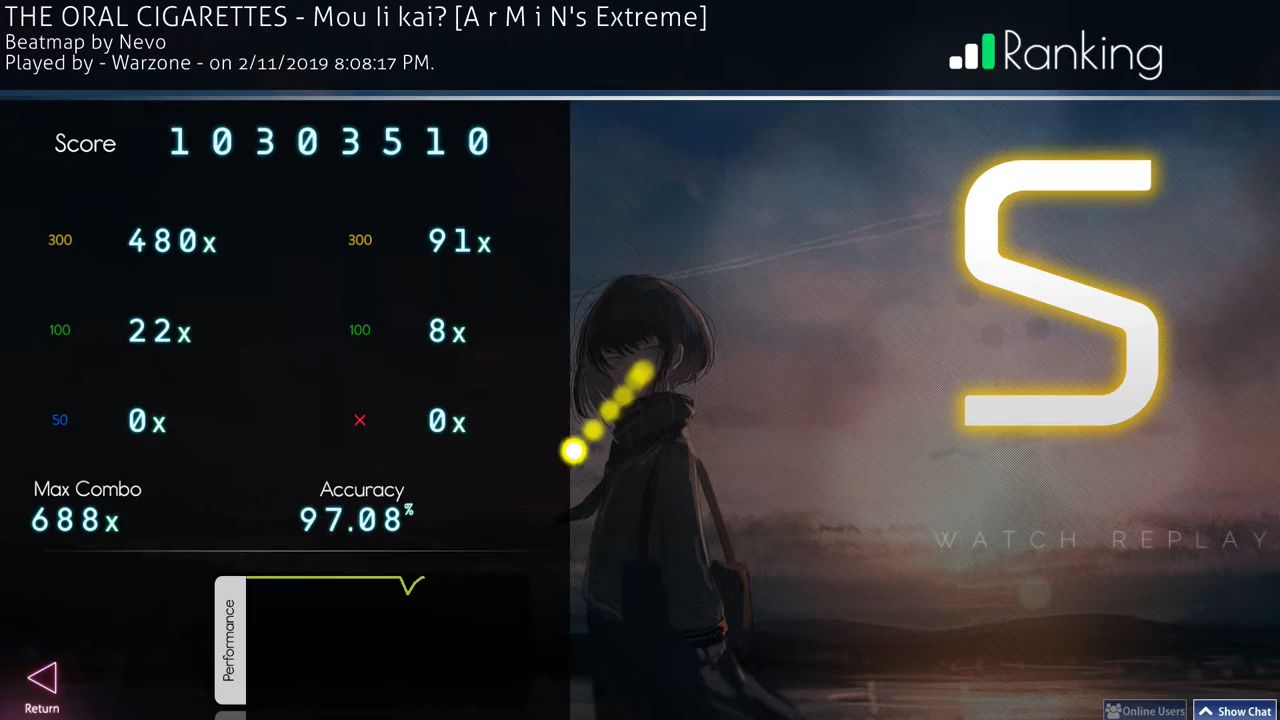 THE ORAL CIGARETTES - Mou Ii kai? [A r M i N's Extreme]
Beatmap by Nevo
Played by - Warzone - on 2/11/2019 8:08:17 PM.
Ranking
Score 10303510
300 480x 300 91x
100 22x 100 8x
50 0x ✕ 0x
Max Combo Accuracy
688x 97.08%
WATCH REPLAY
Performance
Return
Online Users Show Chat